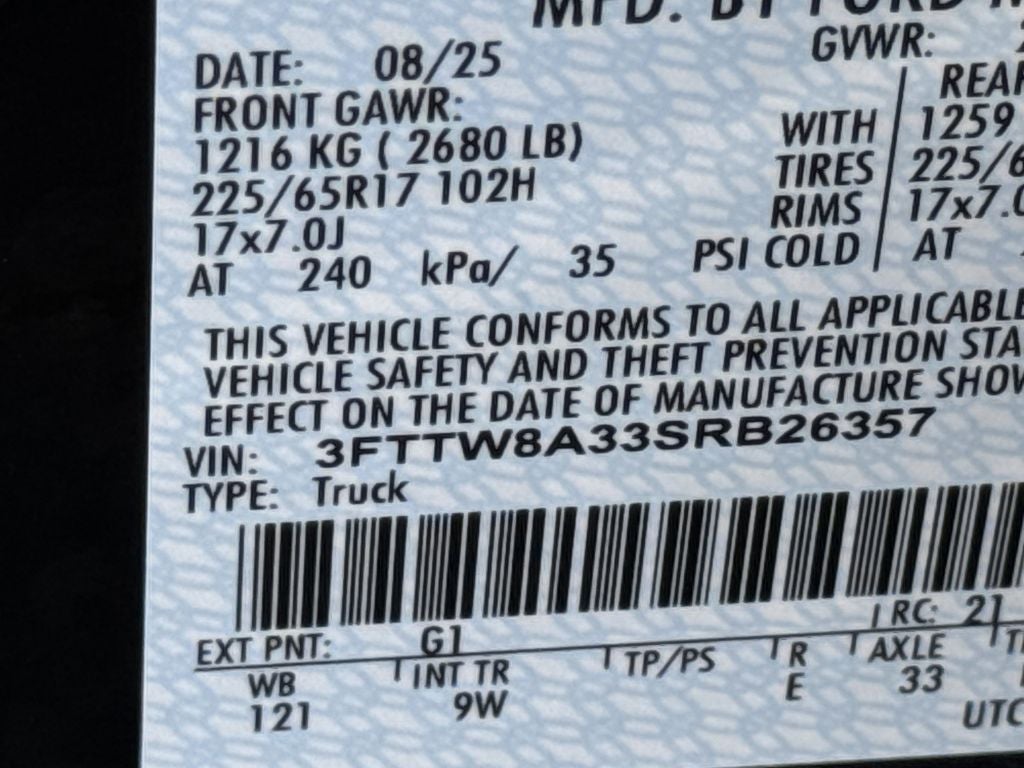 MFD. BY FORD
DATE: 08/25 GVWR:
FRONT GAWR: REAR
1216 KG ( 2680 LB) WITH 1259
225/65R17 102H TIRES 225/6
17x7.0J RIMS 17x7.0
AT 240 kPa/ 35 PSI COLD AT
THIS VEHICLE CONFORMS TO ALL APPLICABLE
VEHICLE SAFETY AND THEFT PREVENTION STA
EFFECT ON THE DATE OF MANUFACTURE SHOW
VIN: 3FTTW8A33SRB26357
TYPE: Truck
EXT PNT: G1 RC: 21
WB INT TR TP/PS R AXLE
121 9W E 33
UTC